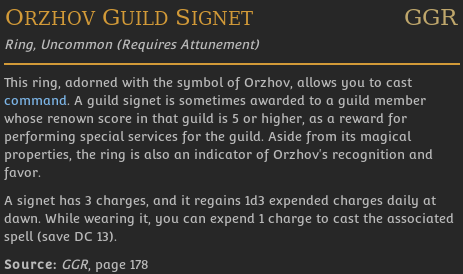 Orzhov Guild Signet GGR
Ring, Uncommon (Requires Attunement)
This ring, adorned with the symbol of Orzhov, allows you to cast
command. A guild signet is sometimes awarded to a guild member
whose renown score in that guild is 5 or higher, as a reward for
performing special services for the guild. Aside from its magical
properties, the ring is also an indicator of Orzhov's recognition and
favor.
A signet has 3 charges, and it regains 1d3 expended charges daily at
dawn. While wearing it, you can expend 1 charge to cast the associated
spell (save DC 13).
Source: GGR, page 178